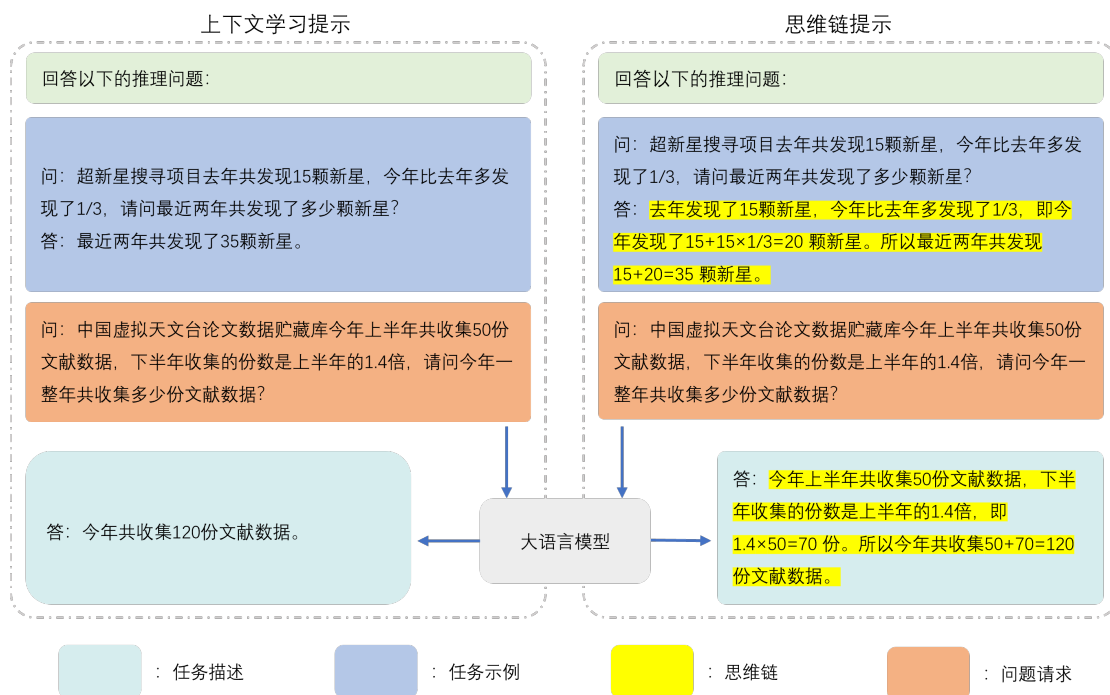 上下文学习提示
回答以下的推理问题：
问：超新星搜寻项目去年共发现15颗新星，今年比去年多发
现了1/3，请问最近两年共发现了多少颗新星？
答：最近两年共发现了35颗新星。
问：中国虚拟天文台论文数据贮藏库今年上半年共收集50份
文献数据，下半年收集的份数是上半年的1.4倍，请问今年一
整年共收集多少份文献数据？
答：今年共收集120份文献数据。
思维链提示
回答以下的推理问题：
问：超新星搜寻项目去年共发现15颗新星，今年比去年多发
现了1/3，请问最近两年共发现了多少颗新星？
答：去年发现了15颗新星，今年比去年多发现了1/3，即今
年发现了15+15×1/3=20 颗新星。所以最近两年共发现
15+20=35 颗新星。
问：中国虚拟天文台论文数据贮藏库今年上半年共收集50份
文献数据，下半年收集的份数是上半年的1.4倍，请问今年一
整年共收集多少份文献数据？
大语言模型
答：今年上半年共收集50份文献数据，下半
年收集的份数是上半年的1.4倍，即
1.4×50=70 份。所以今年共收集50+70=120
份文献数据。
：任务描述
：任务示例
：思维链
：问题请求